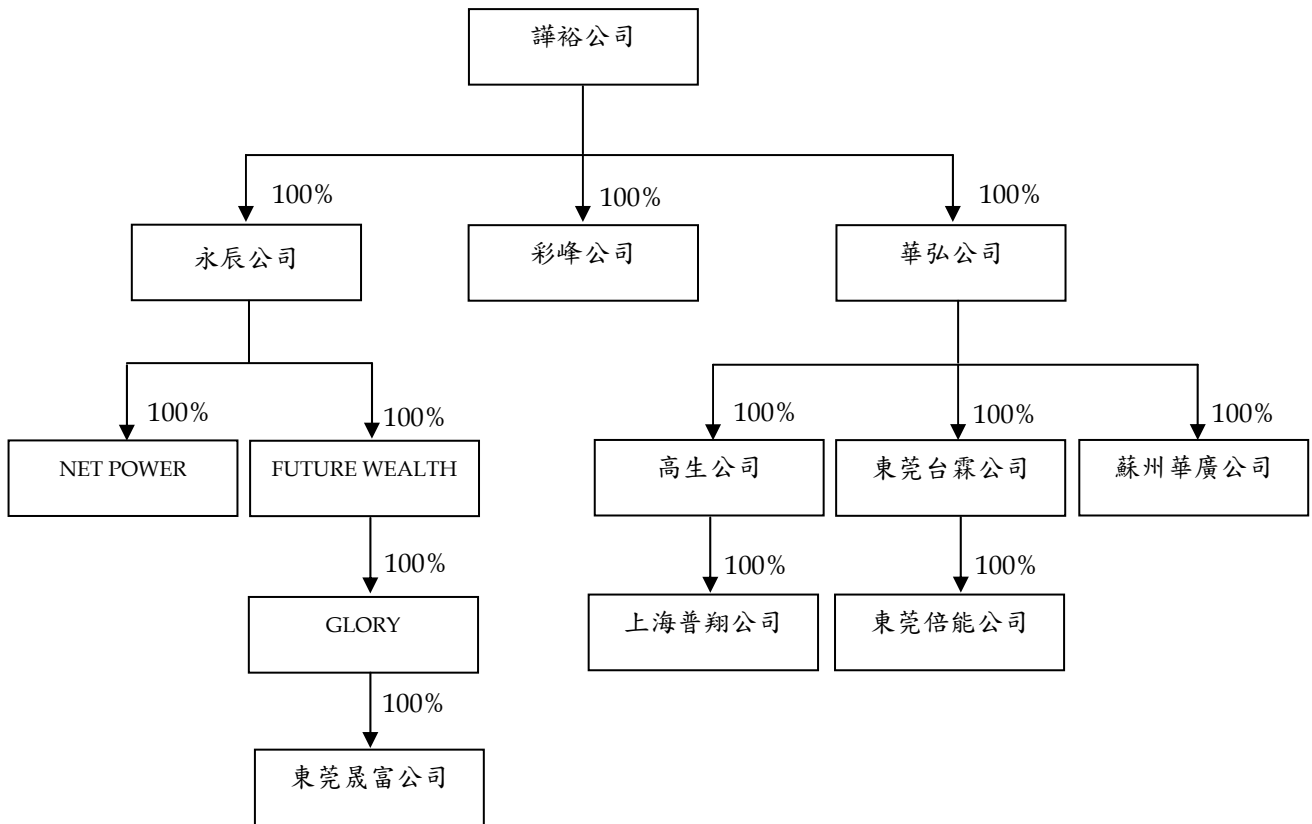 譁裕公司
100%
100%
100%
永辰公司
彩峰公司
華弘公司
100%
100%
100%
100%
100%
NET POWER
FUTURE WEALTH
高生公司
東莞台霖公司
蘇州華廣公司
100%
100%
100%
GLORY
上海普翔公司
東莞倍能公司
100%
東莞晟富公司